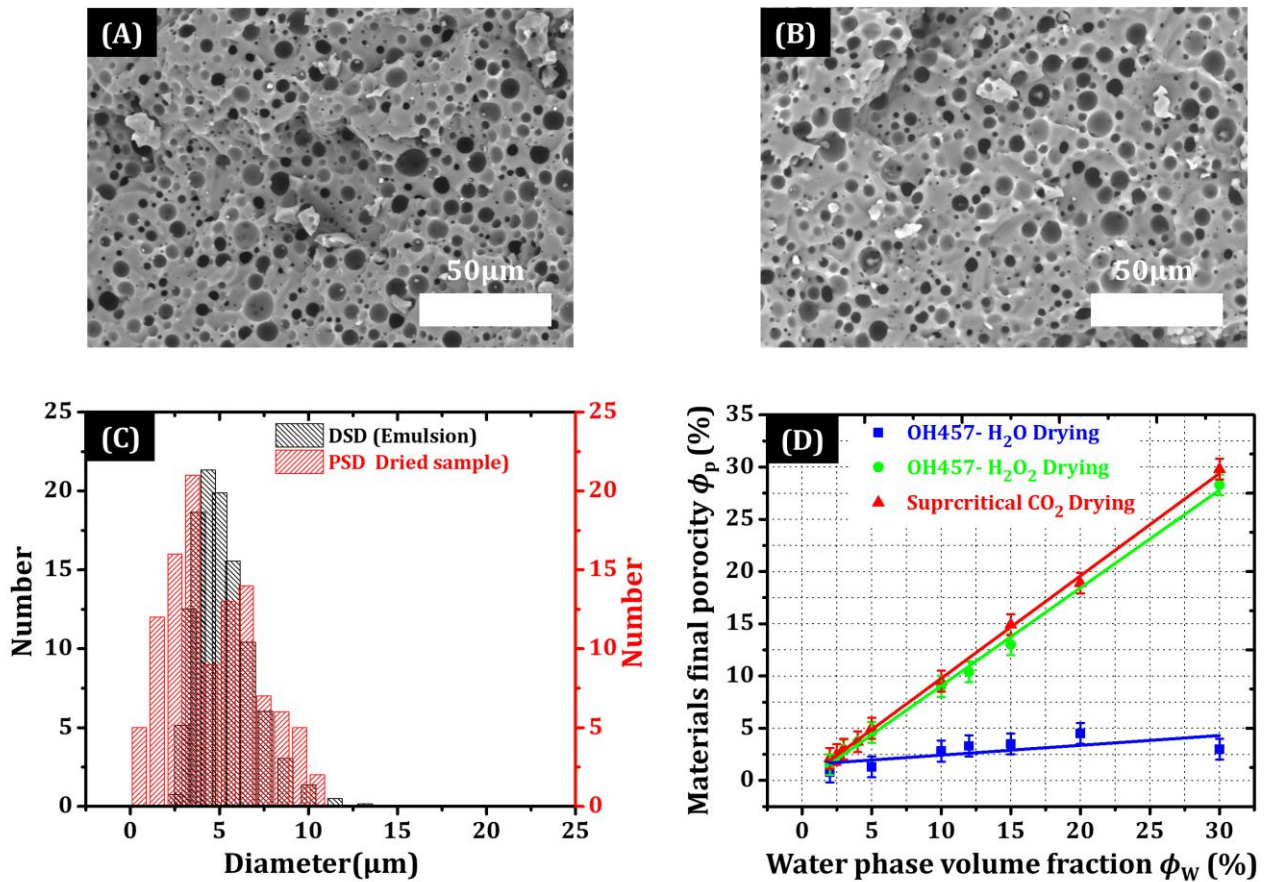 (A)
50µm
(B)
50µm
(C)
DSD (Emulsion)
PSD Dried sample)
25
20
15
10
5
0
Number
25
20
15
10
5
0
Number
0 5 10 15 20 25
Diameter(µm)
(D)
OH457- H₂O Drying
OH457- H₂O₂ Drying
Suprcritical CO₂ Drying
35
30
25
20
15
10
5
0
Materials final porocity ϕₚ (%)
0 5 10 15 20 25 30
Water phase volume fraction ϕ_W (%)